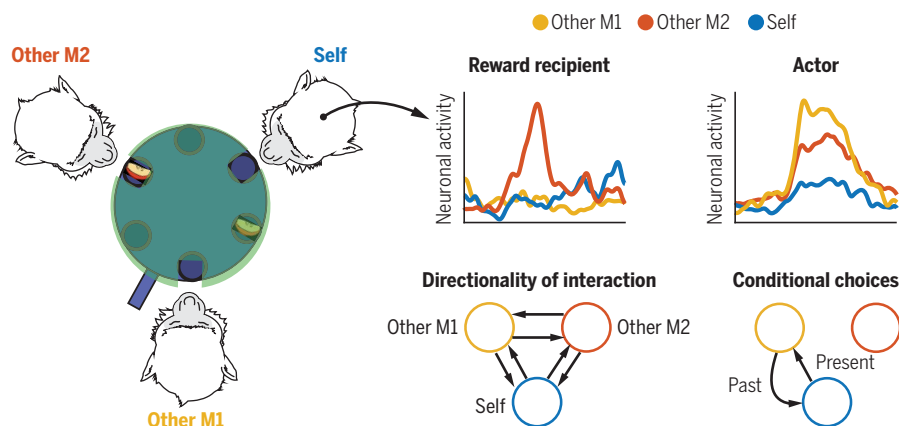 Other M1 Other M2 Self
Other M2
Self
Reward recipient
Actor
Neuronal activity
Neuronal activity
Other M1
Directionality of interaction
Other M1
Other M2
Self
Conditional choices
Past
Present